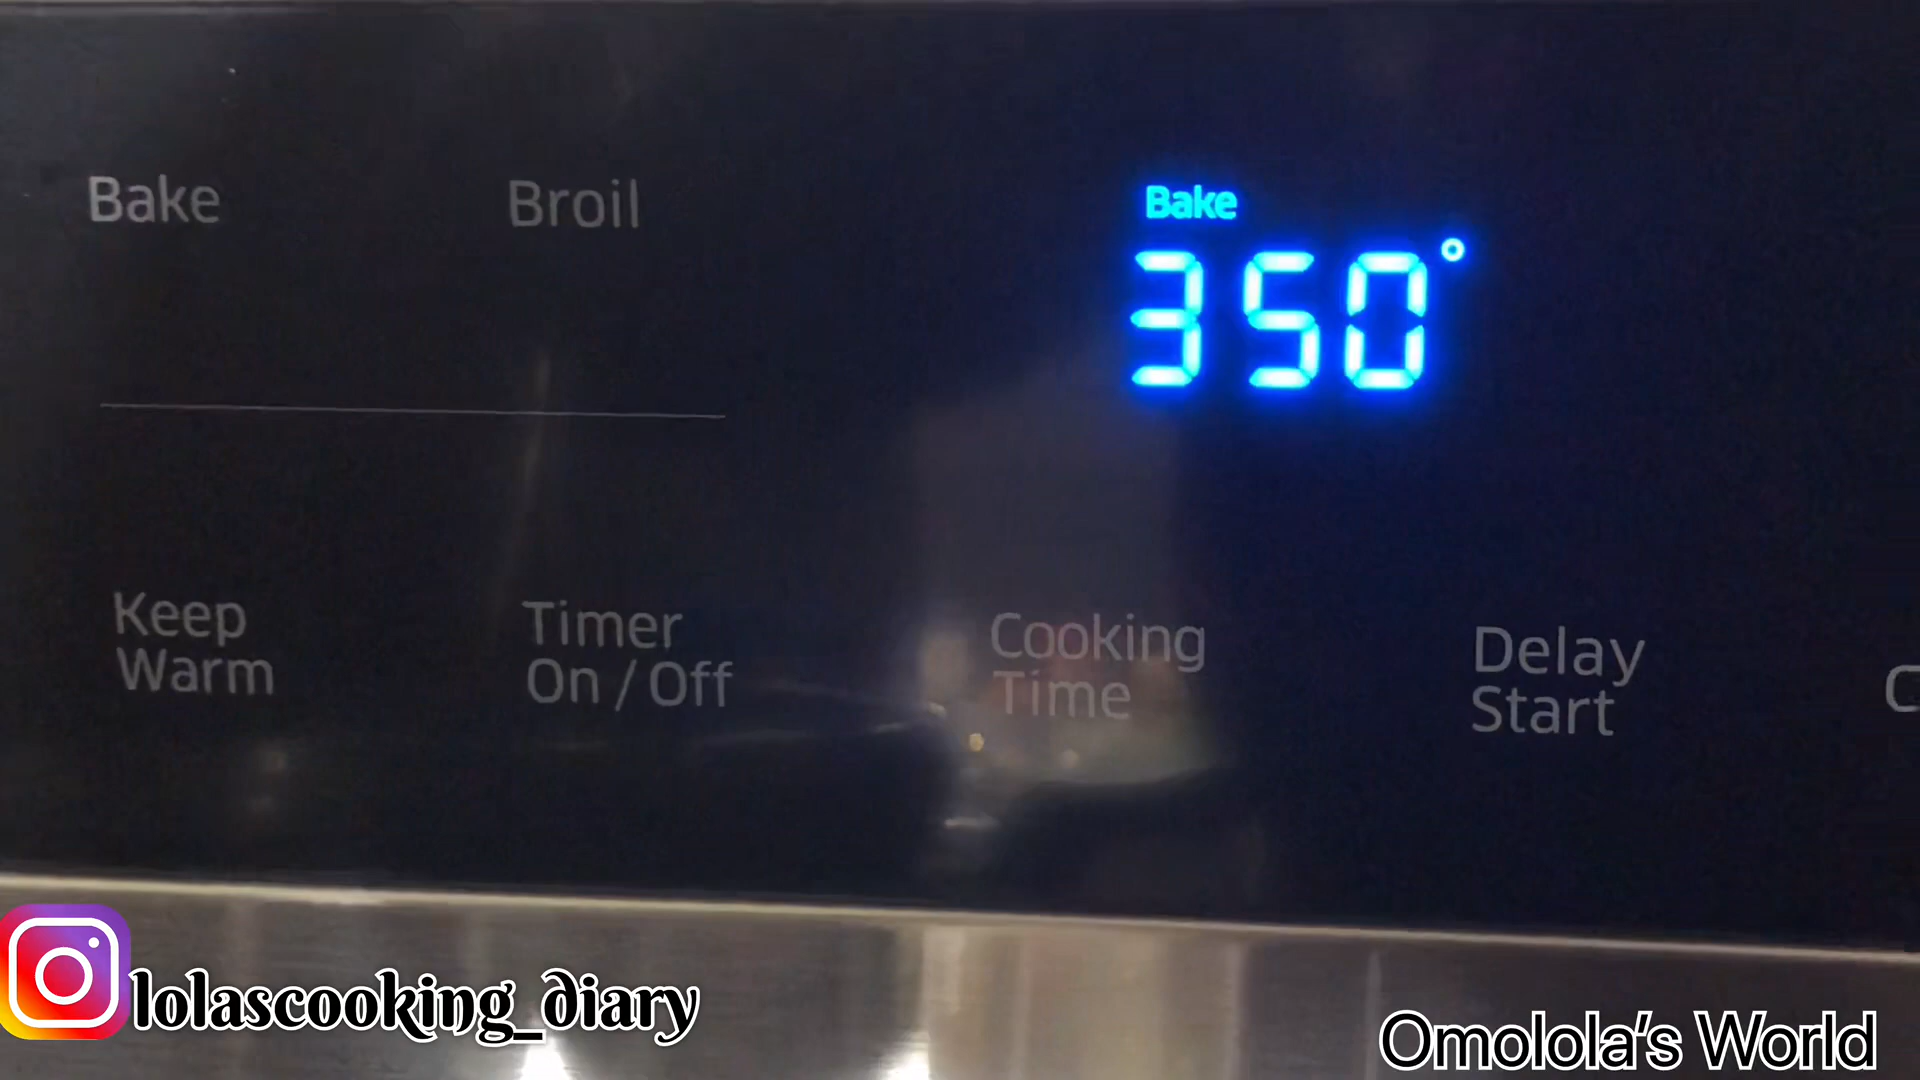 Bake
Broil
Bake
350°
Keep
Warm
Timer
On / Off
Cooking
Time
Delay
Start
lolascooking_diary
Omolola's World